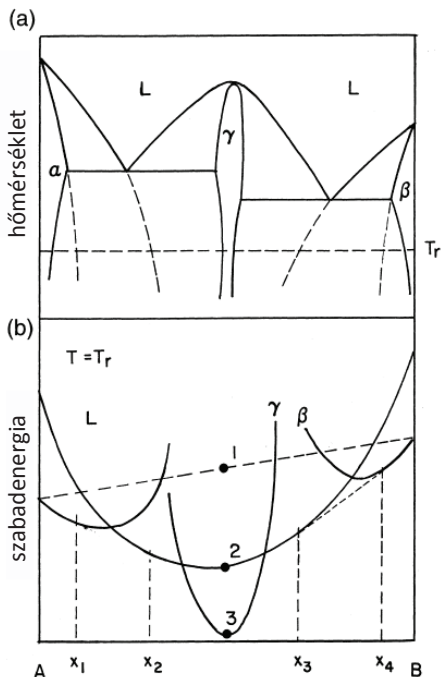 (a)
hőmérséklet
L
L
α
γ
β
Tr
(b)
szabadenergia
T = Tr
L
γ
β
1
2
3
A
x1
x2
x3
x4
B